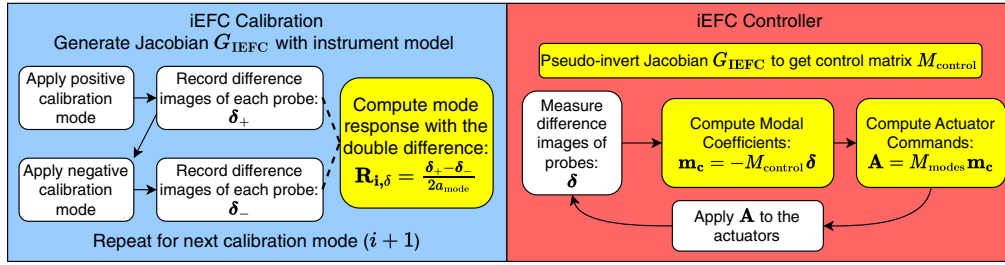 iEFC Calibration
Generate Jacobian G_IEFC with instrument model
Apply positive
calibration
mode
Record difference
images of each probe:
δ₊
Apply negative
calibration
mode
Record difference
images of each probe:
δ₋
Compute mode
response with the
double difference:
R_{i,δ} = (δ₊ − δ₋) / (2a_mode)
Repeat for next calibration mode (i + 1)
iEFC Controller
Pseudo-invert Jacobian G_IEFC to get control matrix M_control
Measure
difference
images of
probes:
δ
Compute Modal
Coefficients:
m_c = −M_control δ
Compute Actuator
Commands:
A = M_modes m_c
Apply A to the
actuators